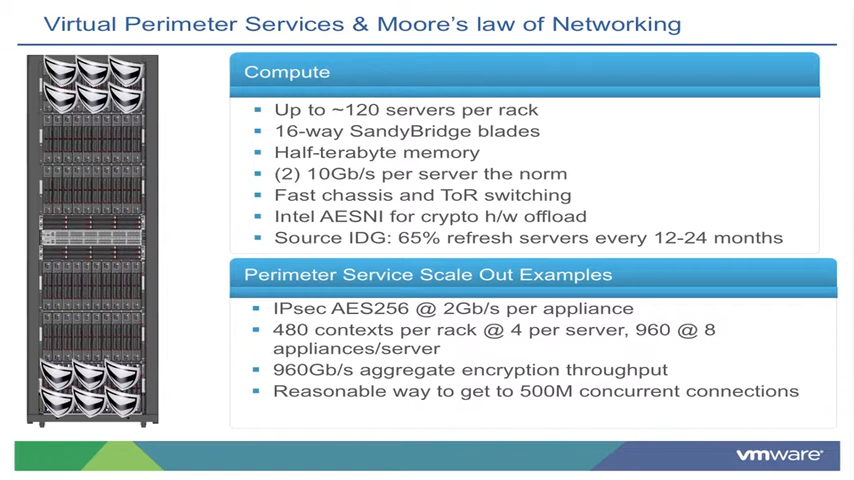 Virtual Perimeter Services & Moore's law of Networking
Compute
Up to ~120 servers per rack
16-way SandyBridge blades
Half-terabyte memory
(2) 10Gb/s per server the norm
Fast chassis and ToR switching
Intel AESNI for crypto h/w offload
Source IDG: 65% refresh servers every 12-24 months
Perimeter Service Scale Out Examples
IPsec AES256 @ 2Gb/s per appliance
480 contexts per rack @ 4 per server, 960 @ 8
appliances/server
960Gb/s aggregate encryption throughput
Reasonable way to get to 500M concurrent connections
vmware